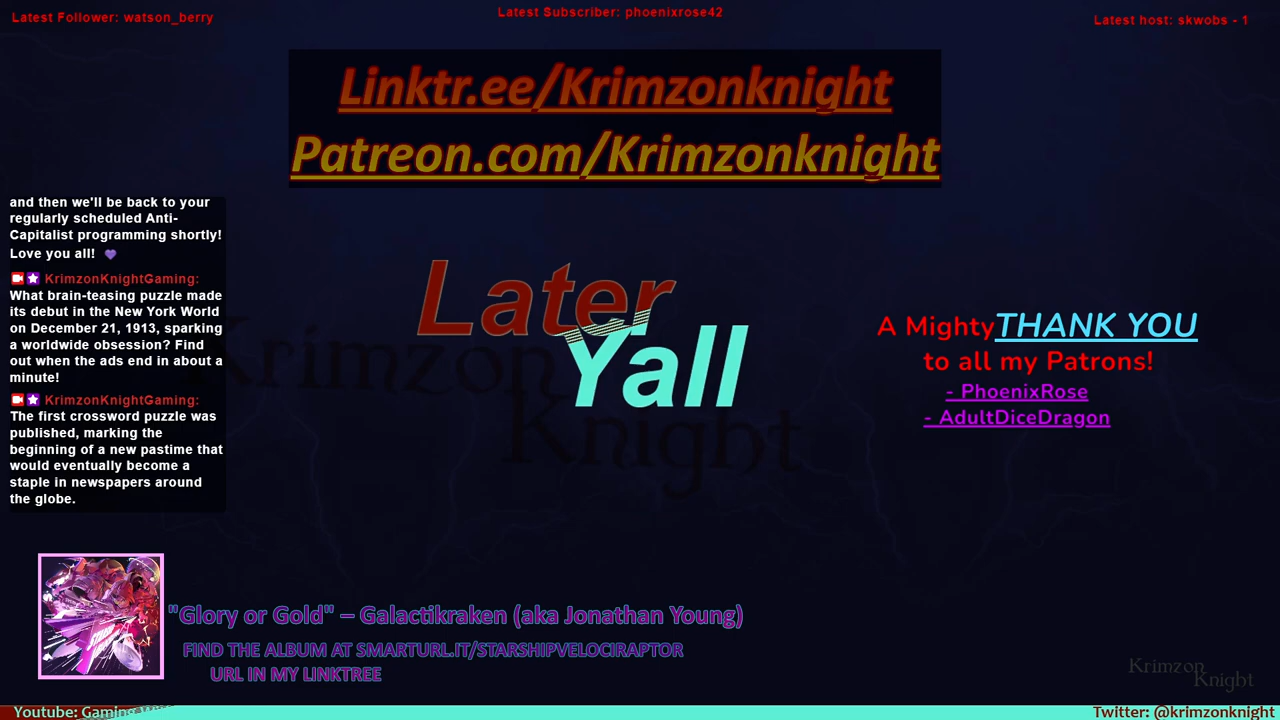 Latest Follower: watson_berry
Latest Subscriber: phoenixrose42
Latest host: skwobs - 1
Linktr.ee/Krimzonknight
Patreon.com/Krimzonknight
and then we'll be back to your
regularly scheduled Anti-
Capitalist programming shortly!
Love you all!
KrimzonKnightGaming:
What brain-teasing puzzle made
its debut in the New York World
on December 21, 1913, sparking
a worldwide obsession? Find
out when the ads end in about a
minute!
KrimzonKnightGaming:
The first crossword puzzle was
published, marking the
beginning of a new pastime that
would eventually become a
staple in newspapers around
the globe.
Later
Yall
Krimzon
Knight
A Mighty THANK YOU
to all my Patrons!
- PhoenixRose
- AdultDiceDragon
"Glory or Gold" – Galactikraken (aka Jonathan Young)
FIND THE ALBUM AT SMARTURL.IT/STARSHIPVELOCIRAPTOR
URL IN MY LINKTREE
Krimzon
Knight
Youtube: Gaming
Twitter: @krimzonknight